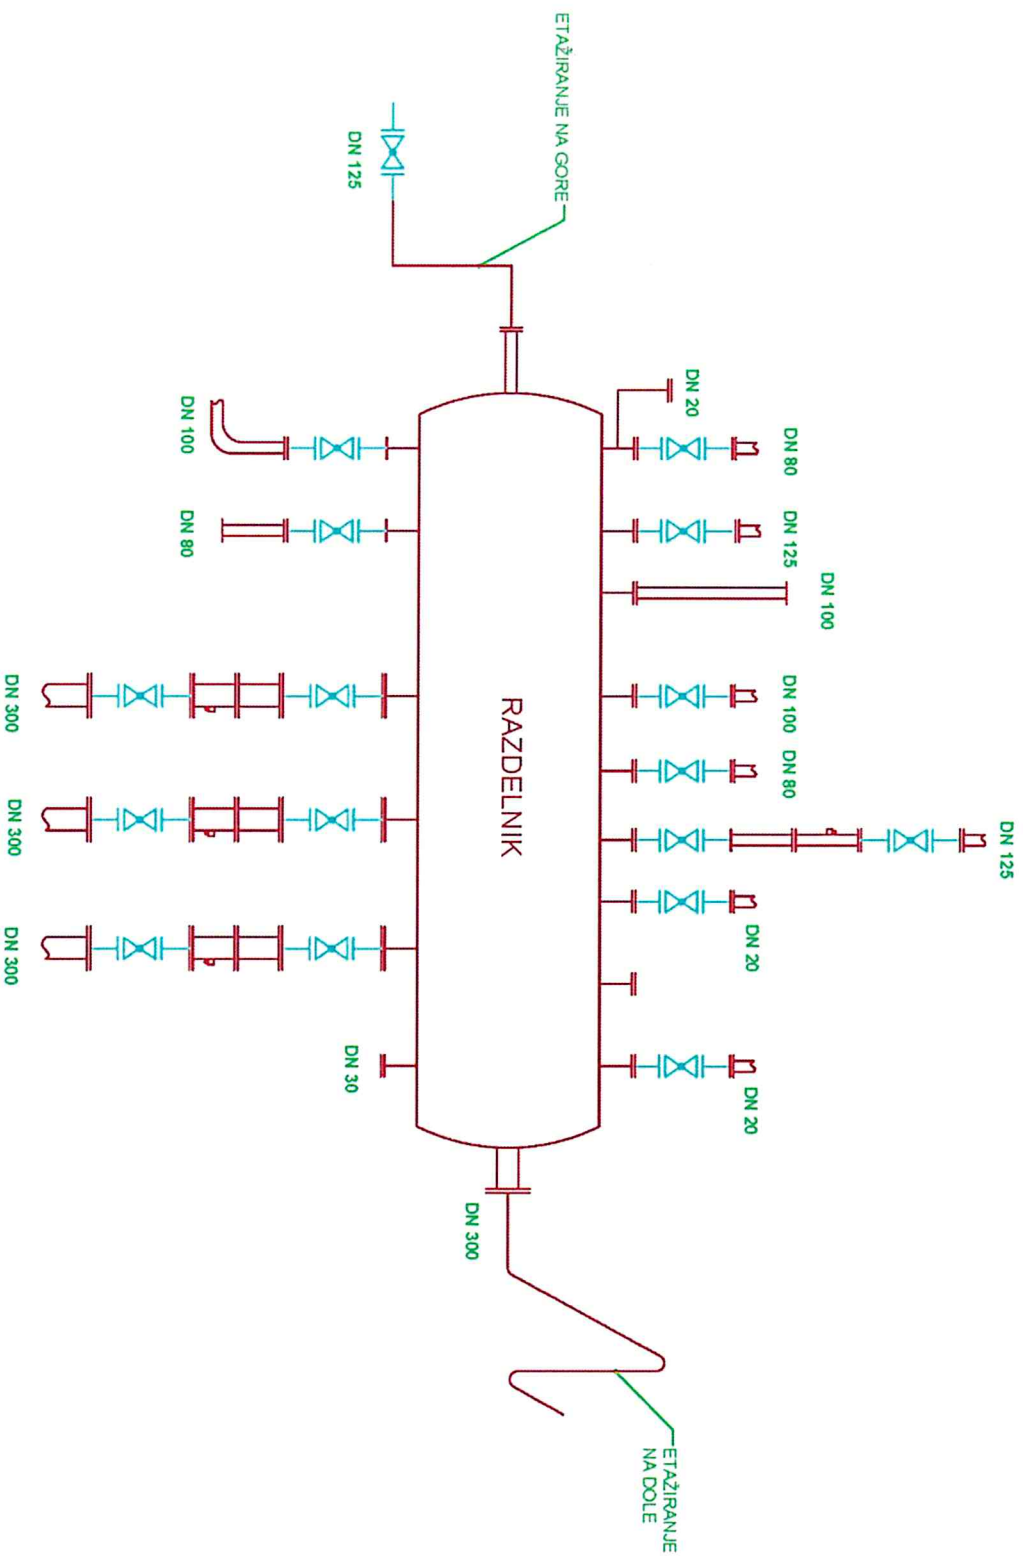 ETAŽIRANJE NA GORE
DN 125
DN 20
DN 80
DN 125
DN 100
DN 100
DN 80
DN 125
DN 20
DN 20
RAZDELNIK
DN 100
DN 80
DN 300
DN 300
DN 300
DN 30
DN 300
ETAŽIRANJE
NA DOLE